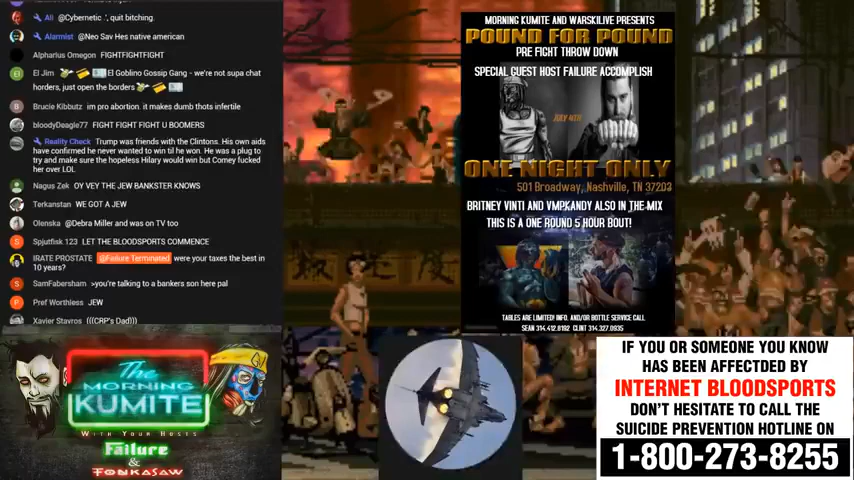 Ali @Cybernetic .', quit bitching.
Alarmist @Neo Sav Hes native american
Alpharius Omegon FIGHTFIGHTFIGHT
El Jim El Goblino Gossip Gang - we're not supa chat
horders, just open the borders
Brucie Kibbutz im pro abortion. it makes dumb thots infertile
bloodyDeagle77 FIGHT FIGHT FIGHT U BOOMERS
Reality Check Trump was friends with the Clintons. His own aids
have confirmed he never wanted to win til he won. He was a plug to
try and make sure the hopeless Hilary would win but Comey fucked
her over LOL
Nagus Zek OY VEY THE JEW BANKSTER KNOWS
Terkanstan WE GOT A JEW
Olenska @Debra Miller and was on TV too
Spjutfisk 123 LET THE BLOODSPORTS COMMENCE
IRATE PROSTATE @Failure Terminated were your taxes the best in
10 years?
SamFabersham >you're talking to a bankers son here pal
Pref Worthless JEW
Xavier Stavros (((CRP's Dad)))
The
MORNING
KUMITE
WITH YOUR HOSTS
Failure
&
TONKASAW
MORNING KUMITE AND WARSKILIVE PRESENTS
POUND FOR POUND
PRE FIGHT THROW DOWN
SPECIAL GUEST HOST FAILURE ACCOMPLISH
JULY 4TH
ONE NIGHT ONLY
501 Broadway, Nashville, TN 37203
BRITNEY VINTI AND VMPKANDY ALSO IN THE MIX
THIS IS A ONE ROUND 5 HOUR BOUT!
TABLES ARE LIMITED! INFO. AND/OR BOTTLE SERVICE CALL
SEAN 314.412.8192 CLINT 314.327.0935
IF YOU OR SOMEONE YOU KNOW
HAS BEEN AFFECTDED BY
INTERNET BLOODSPORTS
DON'T HESITATE TO CALL THE
SUICIDE PREVENTION HOTLINE ON
1-800-273-8255